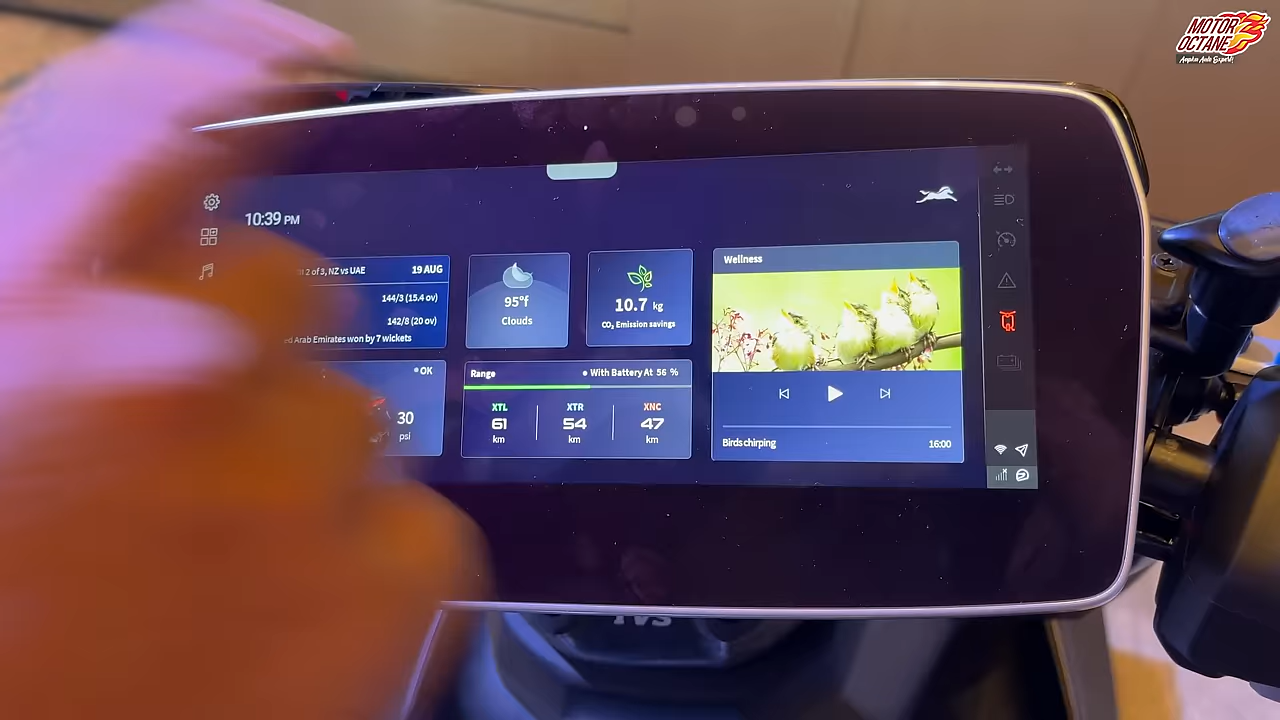 MOTOR
OCTANE
Aapka Auto Expert!
10:39 PM
2 of 3, NZ vs UAE 19 AUG
144/3 (15.4 ov)
142/8 (20 ov)
Arab Emirates won by 7 wickets
95°f
Clouds
10.7 kg
CO₂ Emission savings
Wellness
OK
30
psi
Range With Battery At 56 %
XTL XTR XNC
61 54 47
km km km
Birds chirping 16:00
TVS